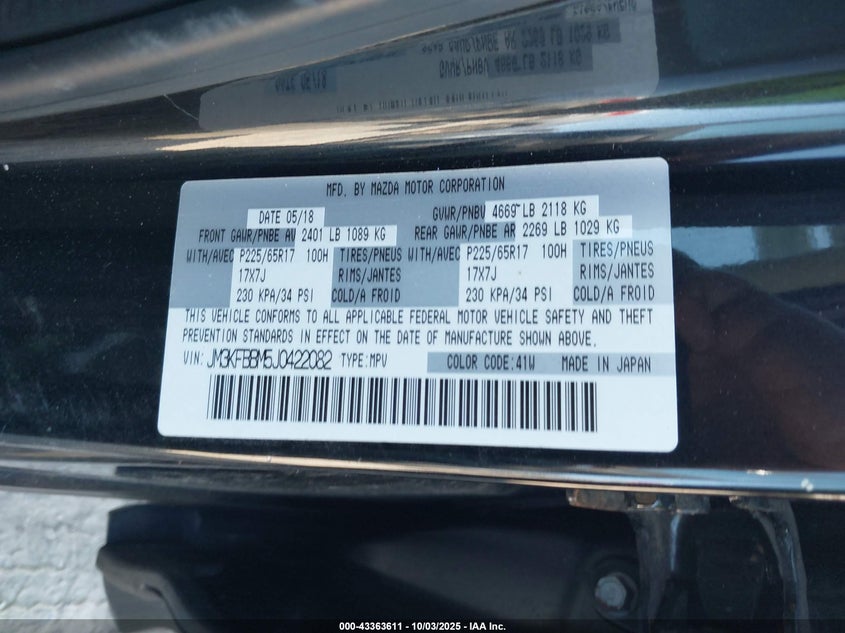 MFD. BY MAZDA MOTOR CORPORATION
DATE 05/18 GVWR/PNBV 4669 LB 2118 KG
FRONT GAWR/PNBE AV 2401 LB 1089 KG REAR GAWR/PNBE AR 2269 LB 1029 KG
WITH/AVEC P225/65R17 100H TIRES/PNEUS WITH/AVEC P225/65R17 100H TIRES/PNEUS
17X7J RIMS/JANTES 17X7J RIMS/JANTES
230 KPA/34 PSI COLD/A FROID 230 KPA/34 PSI COLD/A FROID
THIS VEHICLE CONFORMS TO ALL APPLICABLE FEDERAL MOTOR VEHICLE SAFETY AND THEFT
PREVENTION STANDARDS IN EFFECT ON THE DATE OF MANUFACTURE SHOWN ABOVE.
VIN: JM3KFBBM5J0422082 TYPE:MPV COLOR CODE:41W MADE IN JAPAN
000-43363611 - 10/03/2025 - IAA Inc.